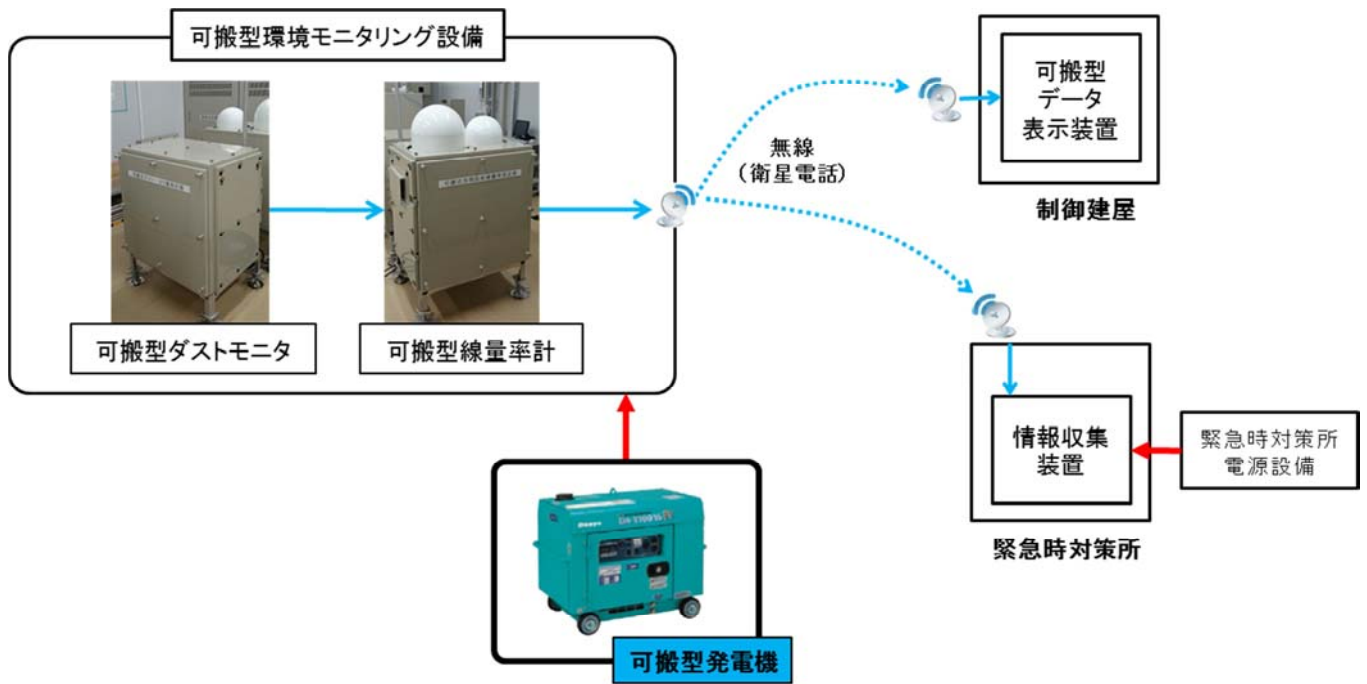 可搬型環境モニタリング設備
可搬型
データ
表示装置
無線
（衛星電話）
制御建屋
可搬型ダストモニタ
可搬型線量率計
情報収集
装置
緊急時対策所
電源設備
緊急時対策所
Denyo
可搬型発電機